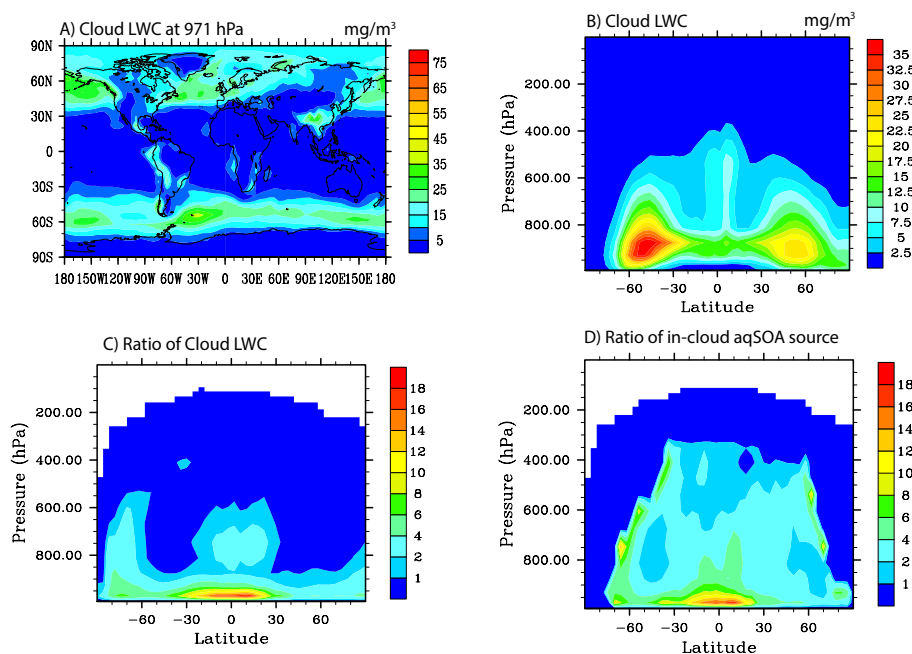 A) Cloud LWC at 971 hPa mg/m³
90N
60N
30N
0
30S
60S
90S
180 150W 120W 90W 60W 30W 0 30E 60E 90E 120E 150E 180
75
65
55
45
35
25
15
5
B) Cloud LWC mg/m³
Pressure (hPa)
200.00
400.00
600.00
800.00
−60 −30 0 30 60
Latitude
35
32.5
30
27.5
25
22.5
20
17.5
15
12.5
10
7.5
5
2.5
C) Ratio of Cloud LWC
Pressure (hPa)
200.00
400.00
600.00
800.00
−60 −30 0 30 60
Latitude
18
16
14
12
10
8
6
4
2
1
D) Ratio of in-cloud aqSOA source
Pressure (hPa)
200.00
400.00
600.00
800.00
−60 −30 0 30 60
Latitude
18
16
14
12
10
8
6
4
2
1